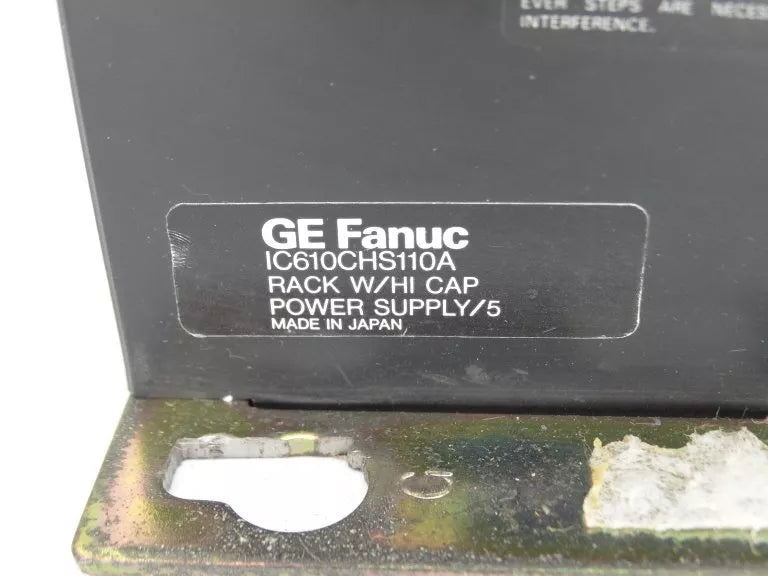 EVER STEPS ARE NECES
INTERFERENCE.
GE Fanuc
IC610CHS110A
RACK W/HI CAP
POWER SUPPLY/5
MADE IN JAPAN